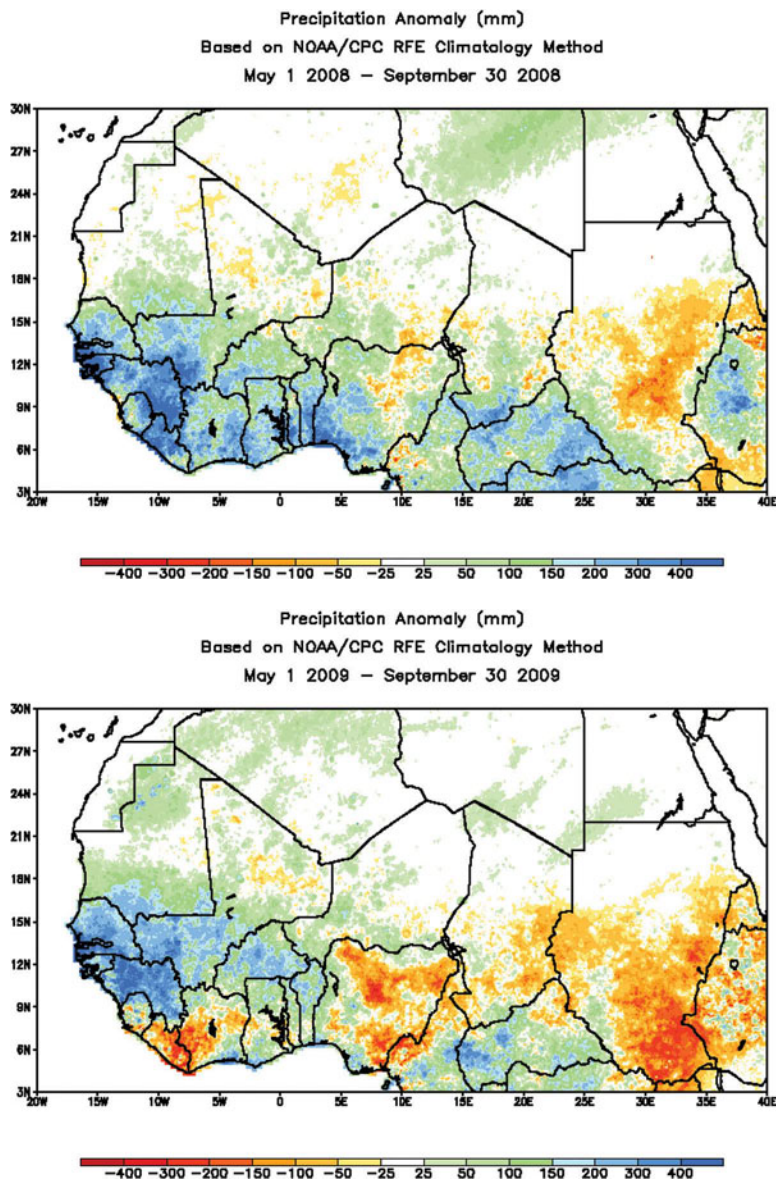 Precipitation Anomaly (mm)
Based on NOAA/CPC RFE Climatology Method
May 1 2008 – September 30 2008
30N
27N
24N
21N
18N
15N
12N
9N
6N
3N
20W 15W 10W 5W 0 5E 10E 15E 20E 25E 30E 35E 40E
-400 -300 -200 -150 -100 -50 -25 25 50 100 150 200 300 400
Precipitation Anomaly (mm)
Based on NOAA/CPC RFE Climatology Method
May 1 2009 – September 30 2009
30N
27N
24N
21N
18N
15N
12N
9N
6N
3N
20W 15W 10W 5W 0 5E 10E 15E 20E 25E 30E 35E 40E
-400 -300 -200 -150 -100 -50 -25 25 50 100 150 200 300 400